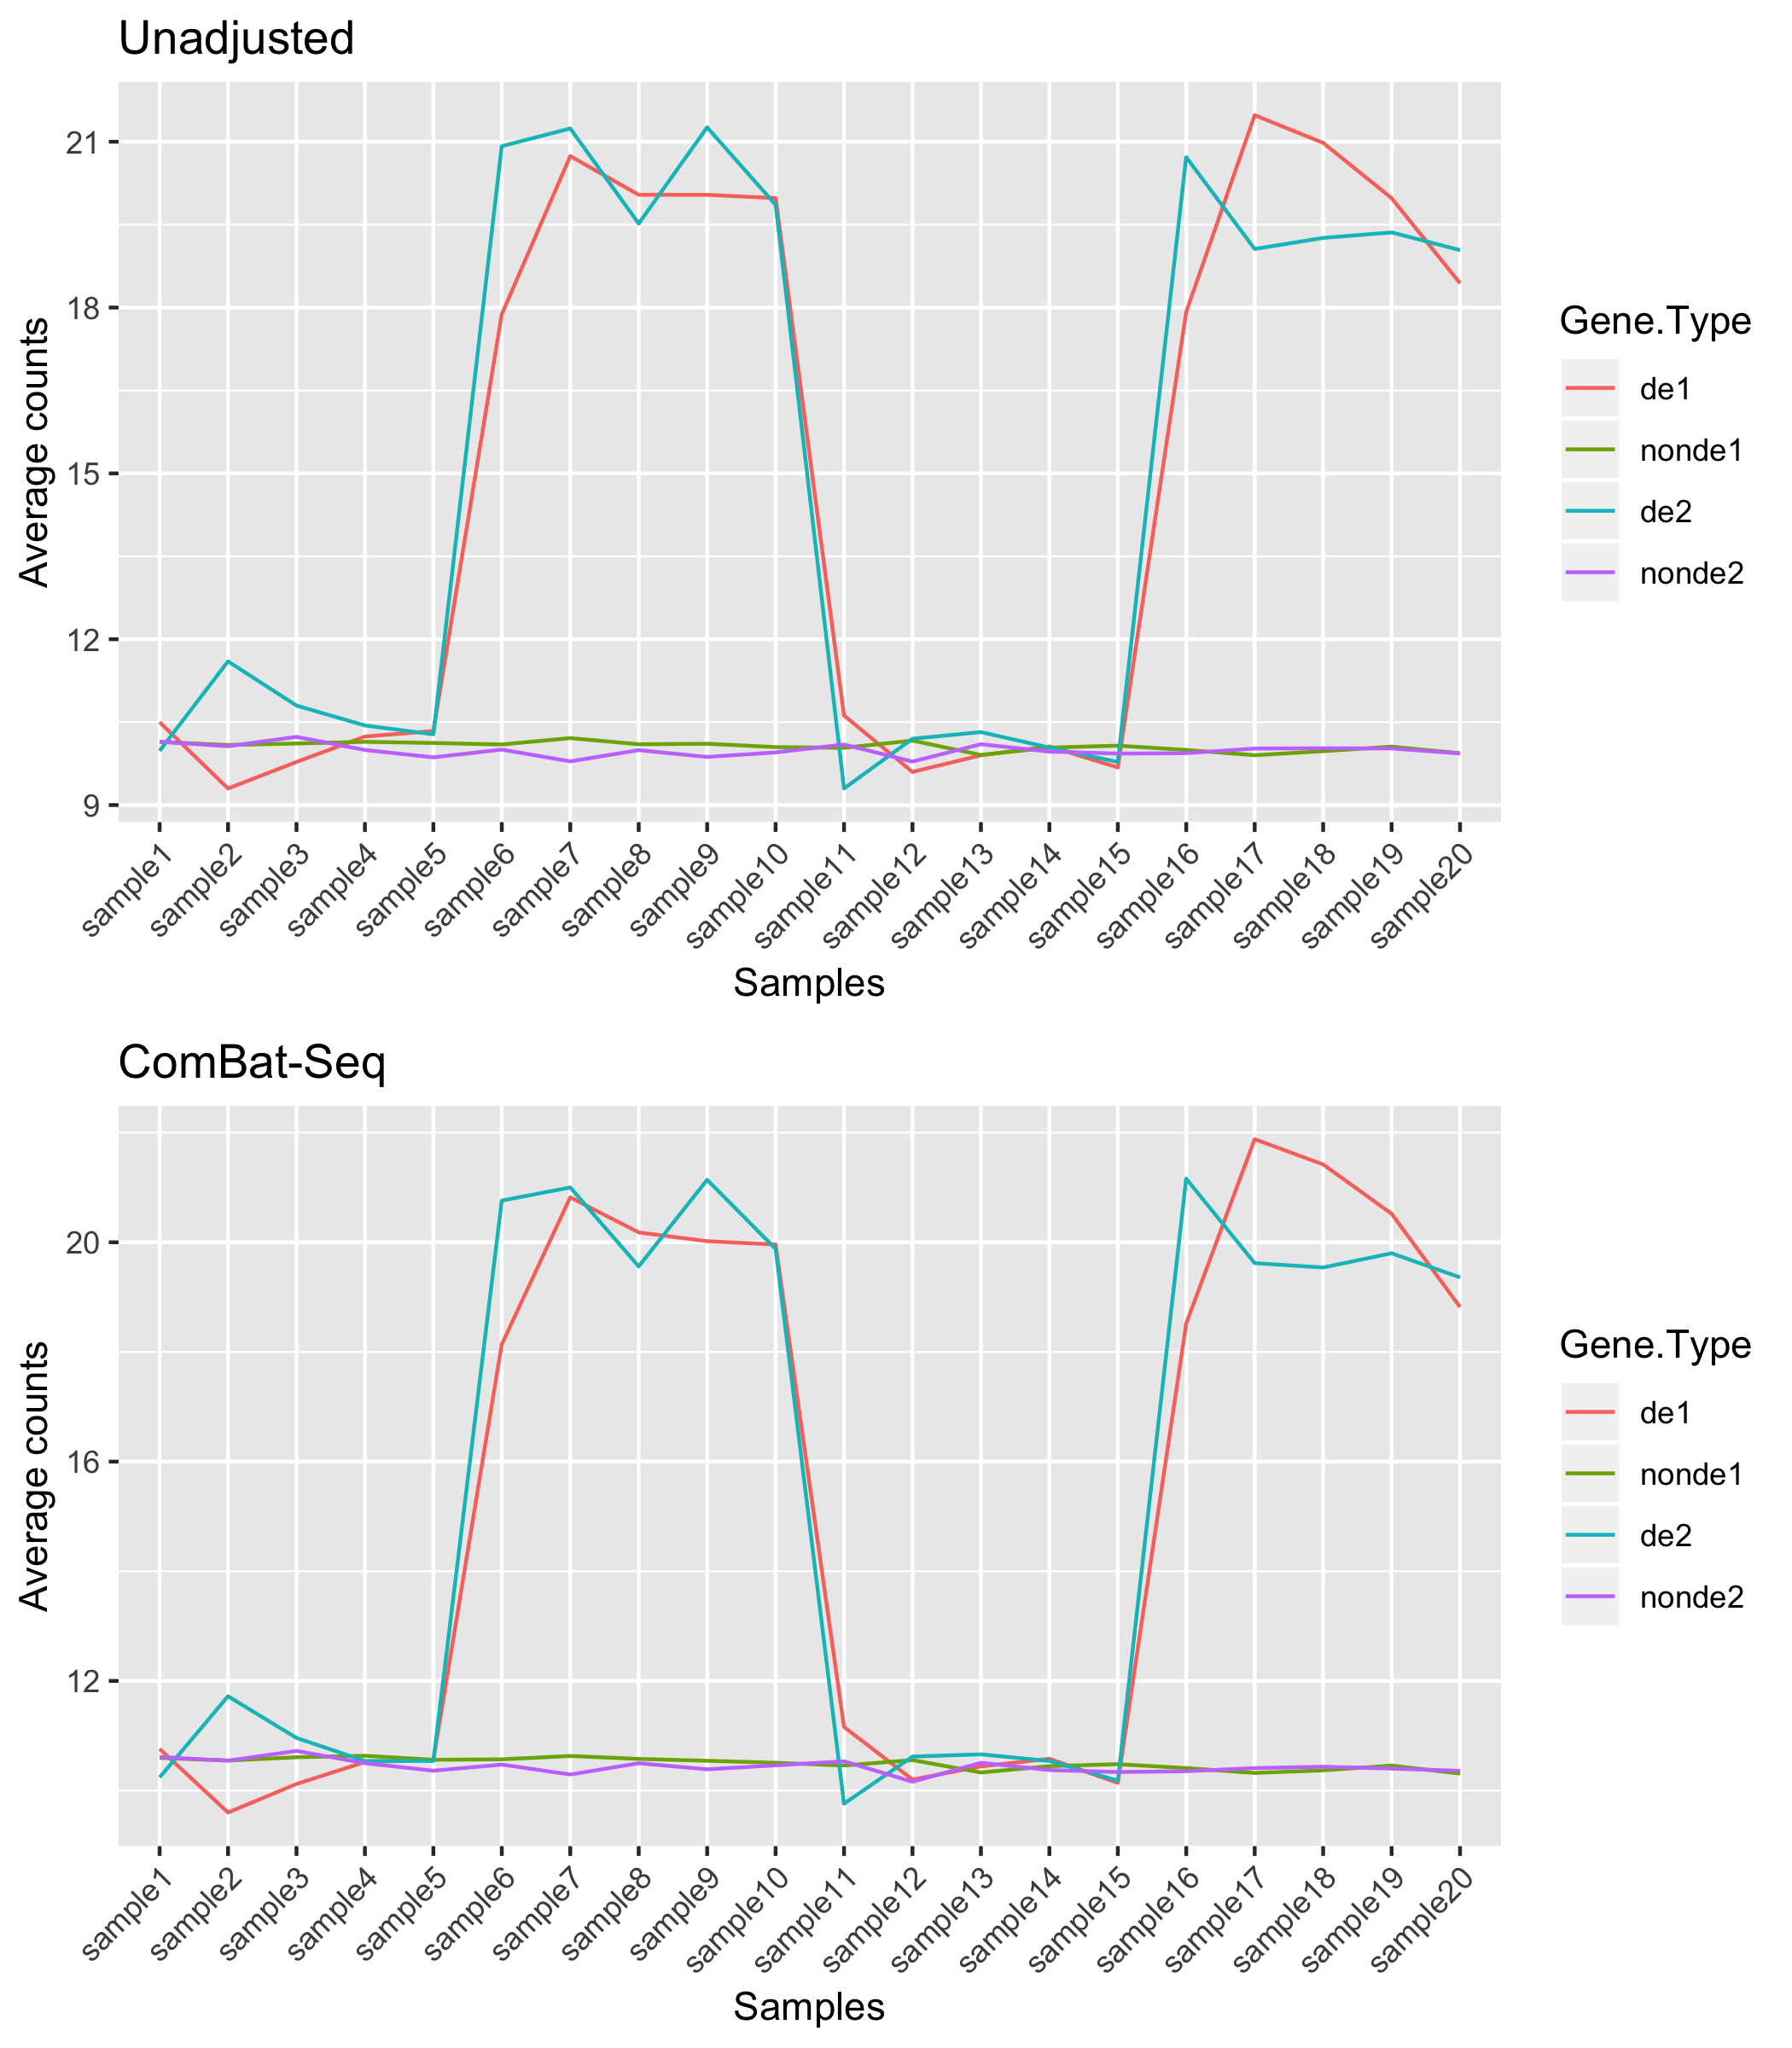 Unadjusted
21
18
15
12
9
Average counts
sample1
sample2
sample3
sample4
sample5
sample6
sample7
sample8
sample9
sample10
sample11
sample12
sample13
sample14
sample15
sample16
sample17
sample18
sample19
sample20
Samples
Gene.Type
de1
nonde1
de2
nonde2
ComBat-Seq
20
16
12
Average counts
sample1
sample2
sample3
sample4
sample5
sample6
sample7
sample8
sample9
sample10
sample11
sample12
sample13
sample14
sample15
sample16
sample17
sample18
sample19
sample20
Samples
Gene.Type
de1
nonde1
de2
nonde2